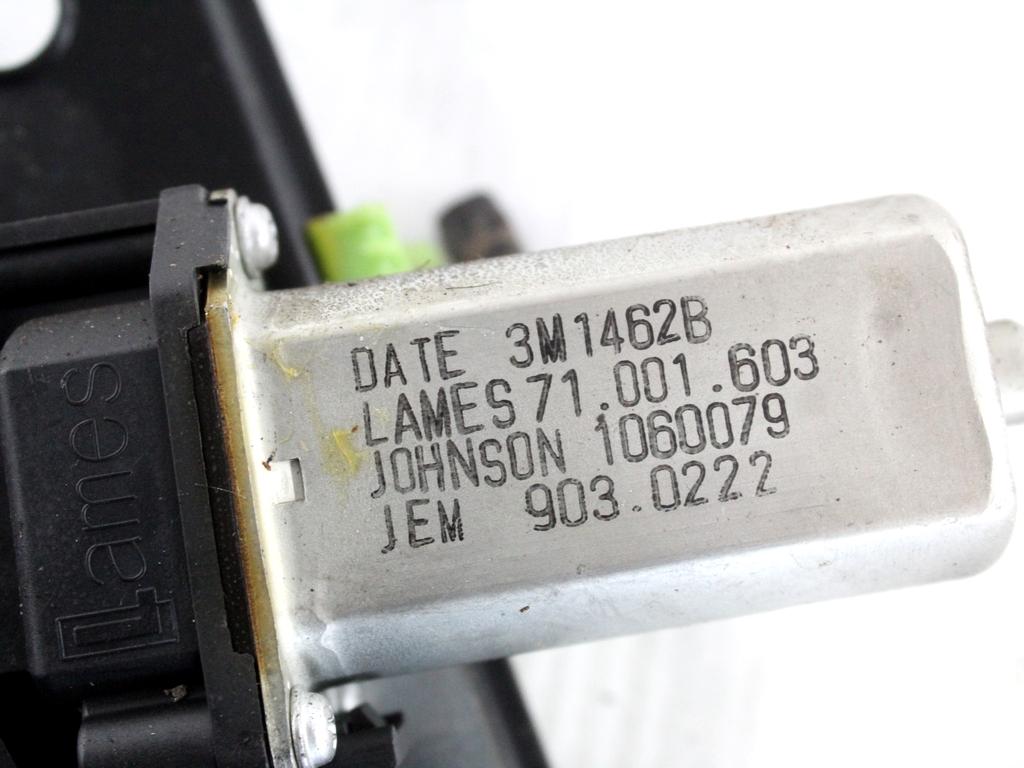 DATE 3M1462B
LAMES 71.001.603
JOHNSON 1060079
JEM 903.0222
Lames